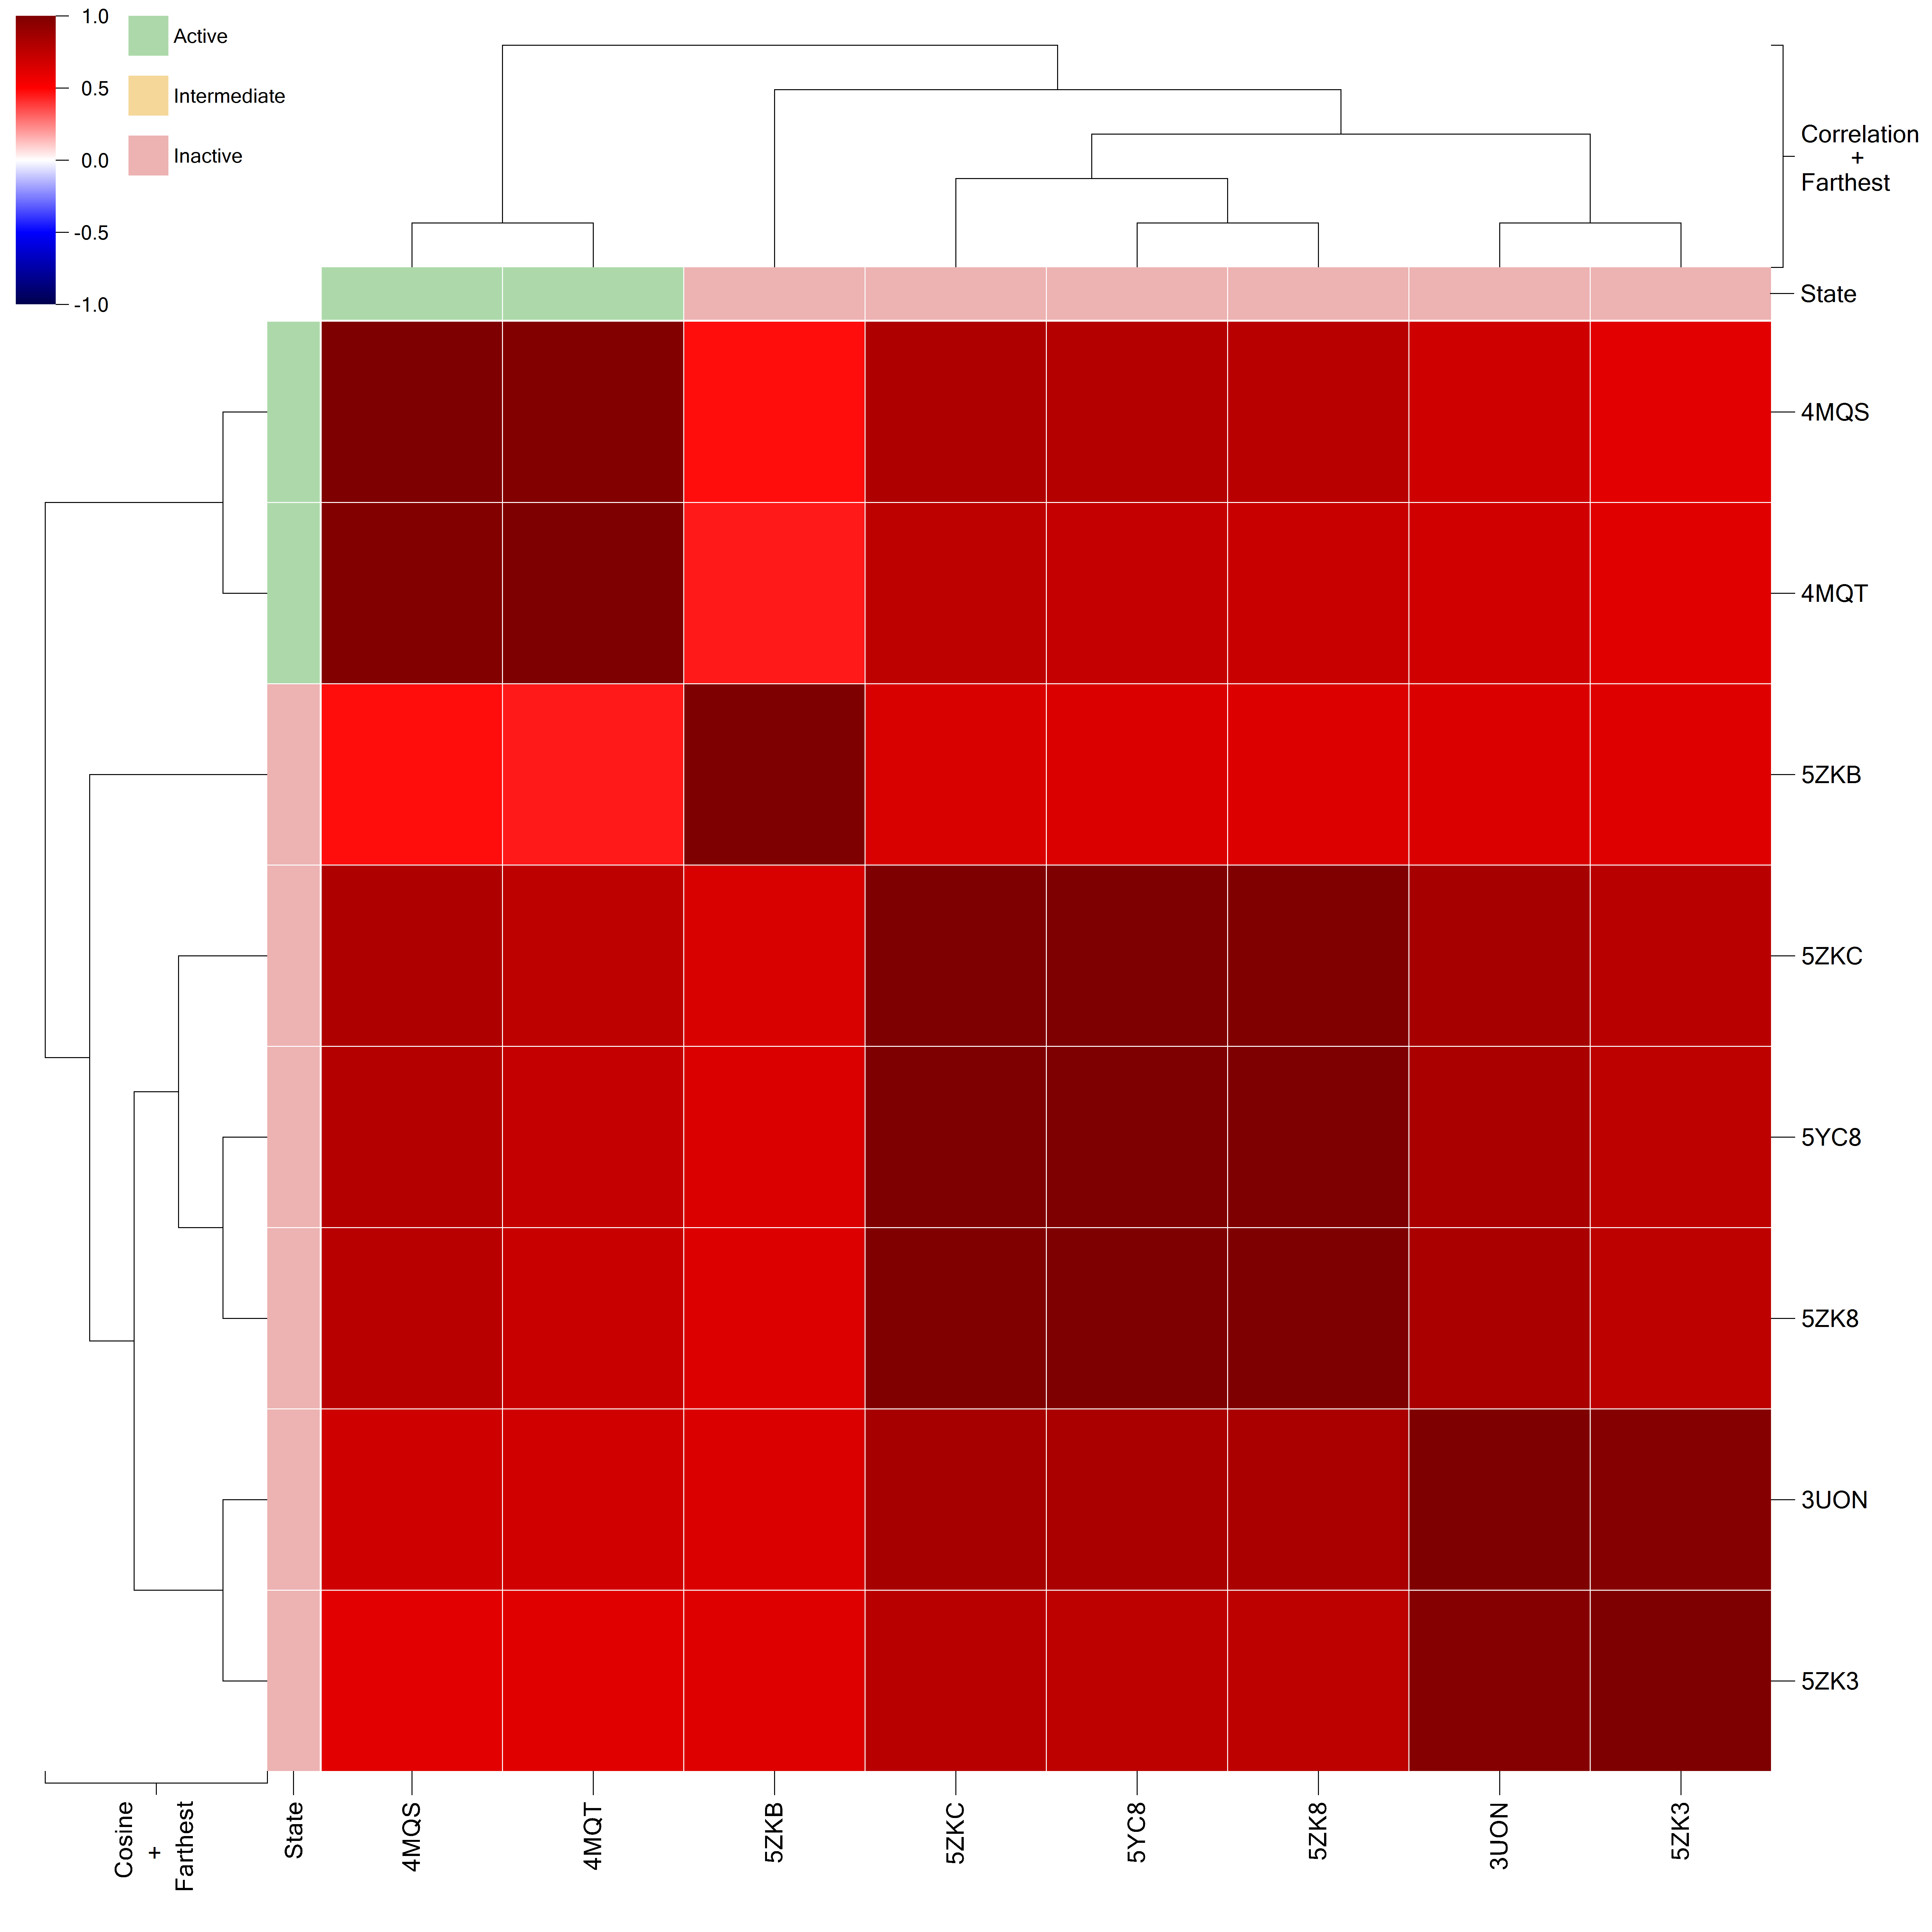 1.0
0.5
0.0
-0.5
-1.0
Active
Intermediate
Inactive
Correlation
+
Farthest
State
4MQS
4MQT
5ZKB
5ZKC
5YC8
5ZK8
3UON
5ZK3
Cosine
+
Farthest
State
4MQS
4MQT
5ZKB
5ZKC
5YC8
5ZK8
3UON
5ZK3